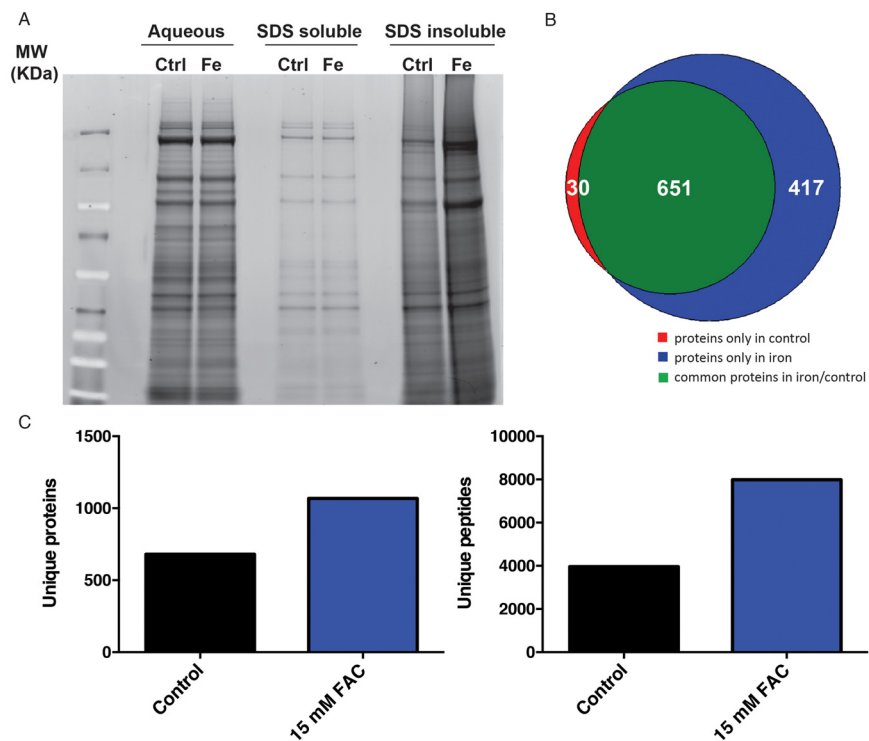 A
Aqueous SDS soluble SDS insoluble
MW
(KDa)
Ctrl Fe Ctrl Fe Ctrl Fe
B
30 651 417
proteins only in control
proteins only in iron
common proteins in iron/control
C
Unique proteins
1500
1000
500
0
Control
15 mM FAC
Unique peptides
10000
8000
6000
4000
2000
0
Control
15 mM FAC